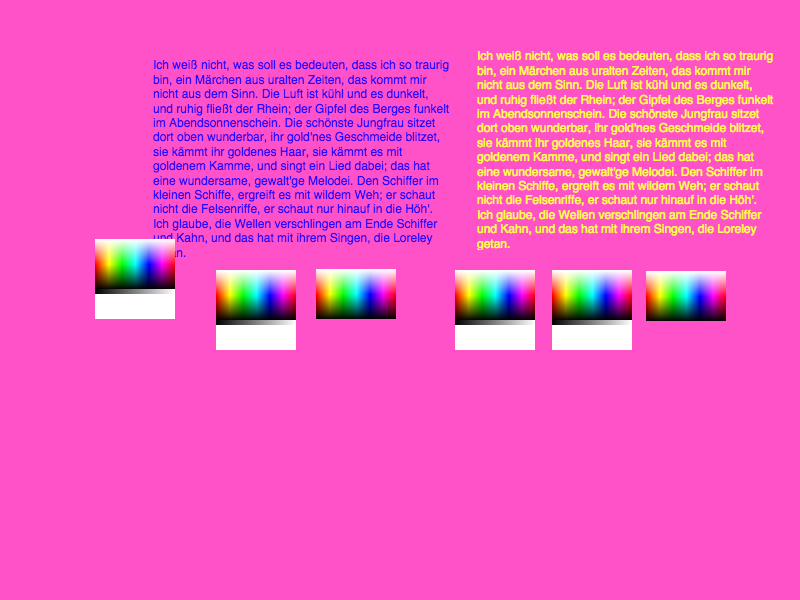 Ich weiß nicht, was soll es bedeuten, dass ich so traurig
bin, ein Märchen aus uralten Zeiten, das kommt mir
nicht aus dem Sinn. Die Luft ist kühl und es dunkelt,
und ruhig fließt der Rhein; der Gipfel des Berges funkelt
im Abendsonnenschein. Die schönste Jungfrau sitzet
dort oben wunderbar, ihr gold'nes Geschmeide blitzet,
sie kämmt ihr goldenes Haar, sie kämmt es mit
goldenem Kamme, und singt ein Lied dabei; das hat
eine wundersame, gewalt'ge Melodei. Den Schiffer im
kleinen Schiffe, ergreift es mit wildem Weh; er schaut
nicht die Felsenriffe, er schaut nur hinauf in die Höh'.
Ich glaube, die Wellen verschlingen am Ende Schiffer
und Kahn, und das hat mit ihrem Singen, die Loreley
Ich weiß nicht, was soll es bedeuten, dass ich so traurig
bin, ein Märchen aus uralten Zeiten, das kommt mir
nicht aus dem Sinn. Die Luft ist kühl und es dunkelt,
und ruhig fließt der Rhein; der Gipfel des Berges funkelt
im Abendsonnenschein. Die schönste Jungfrau sitzet
dort oben wunderbar, ihr gold'nes Geschmeide blitzet,
sie kämmt ihr goldenes Haar, sie kämmt es mit
goldenem Kamme, und singt ein Lied dabei; das hat
eine wundersame, gewalt'ge Melodei. Den Schiffer im
kleinen Schiffe, ergreift es mit wildem Weh; er schaut
nicht die Felsenriffe, er schaut nur hinauf in die Höh'.
Ich glaube, die Wellen verschlingen am Ende Schiffer
und Kahn, und das hat mit ihrem Singen, die Loreley
getan.